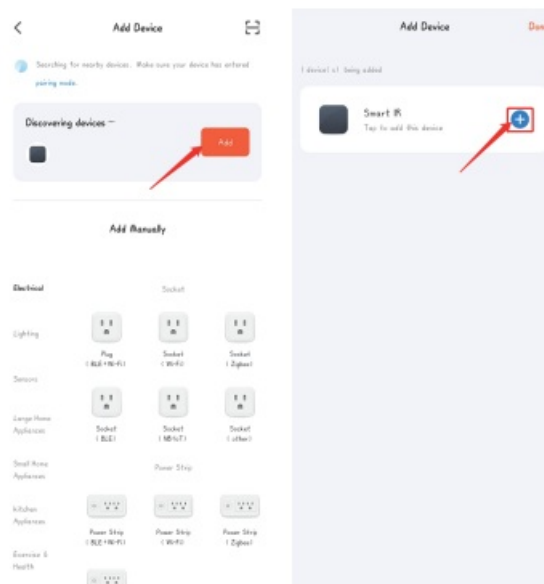 Add Device
Searching for nearby devices. Make sure your device has entered
pairing mode.
Discovering devices
Add
Add Manually
Electrical
Socket
Lighting
Plug
(BLE+Wi-Fi)
Socket
(Wi-Fi)
Socket
(Zigbee)
Sensors
Large Home
Appliances
Socket
(BLE)
Socket
(NB-IoT)
Socket
(other)
Small Home
Appliances
Power Strip
Kitchen
Appliances
Power Strip
(BLE+Wi-Fi)
Power Strip
(Wi-Fi)
Power Strip
(Zigbee)
Exercise &
Health
Add Device
1 device(s) being added
Smart IR
Tap to add this device